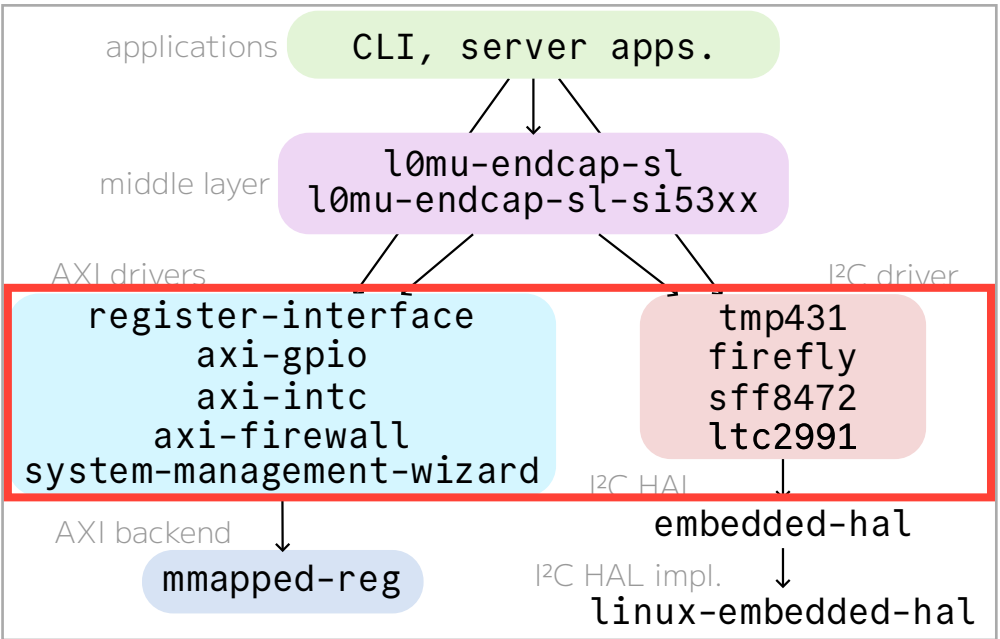 applications
CLI, server apps.
middle layer
l0mu-endcap-sl
l0mu-endcap-sl-si53xx
AXI drivers
register-interface
axi-gpio
axi-intc
axi-firewall
system-management-wizard
I²C driver
tmp431
firefly
sff8472
ltc2991
AXI backend
mmapped-reg
I²C HAL
embedded-hal
I²C HAL impl.
linux-embedded-hal